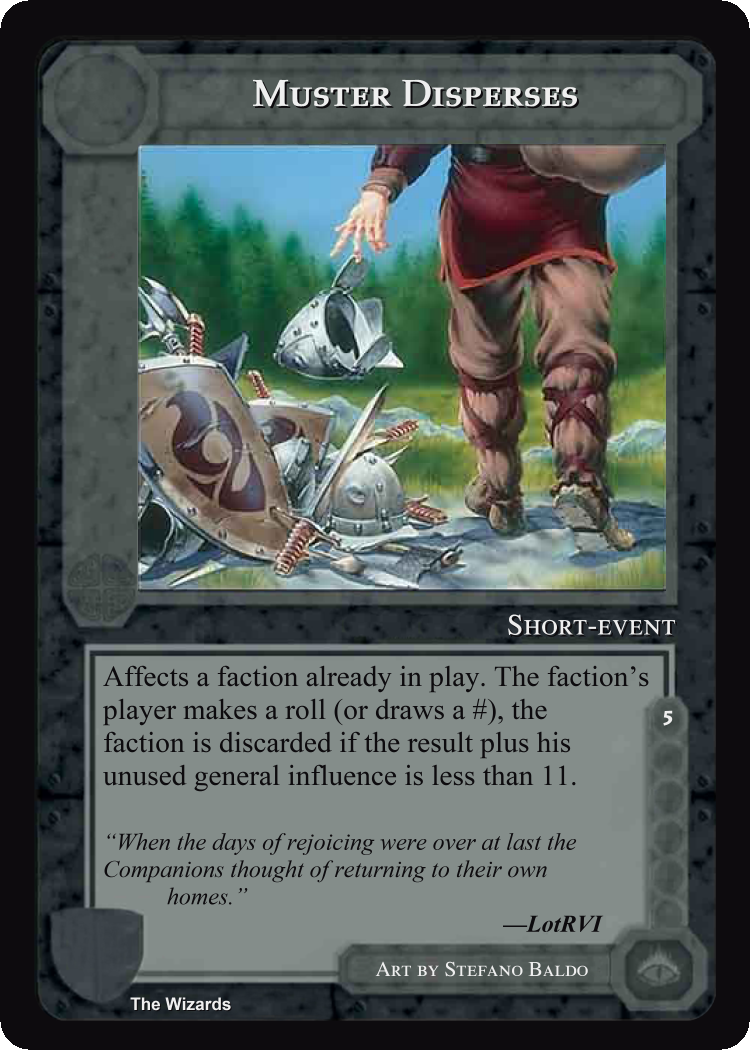 Muster Disperses
Short-event
Affects a faction already in play. The faction’s
player makes a roll (or draws a #), the
faction is discarded if the result plus his
unused general influence is less than 11.
5
“When the days of rejoicing were over at last the
Companions thought of returning to their own
homes.”
—LotRVI
Art by Stefano Baldo
The Wizards